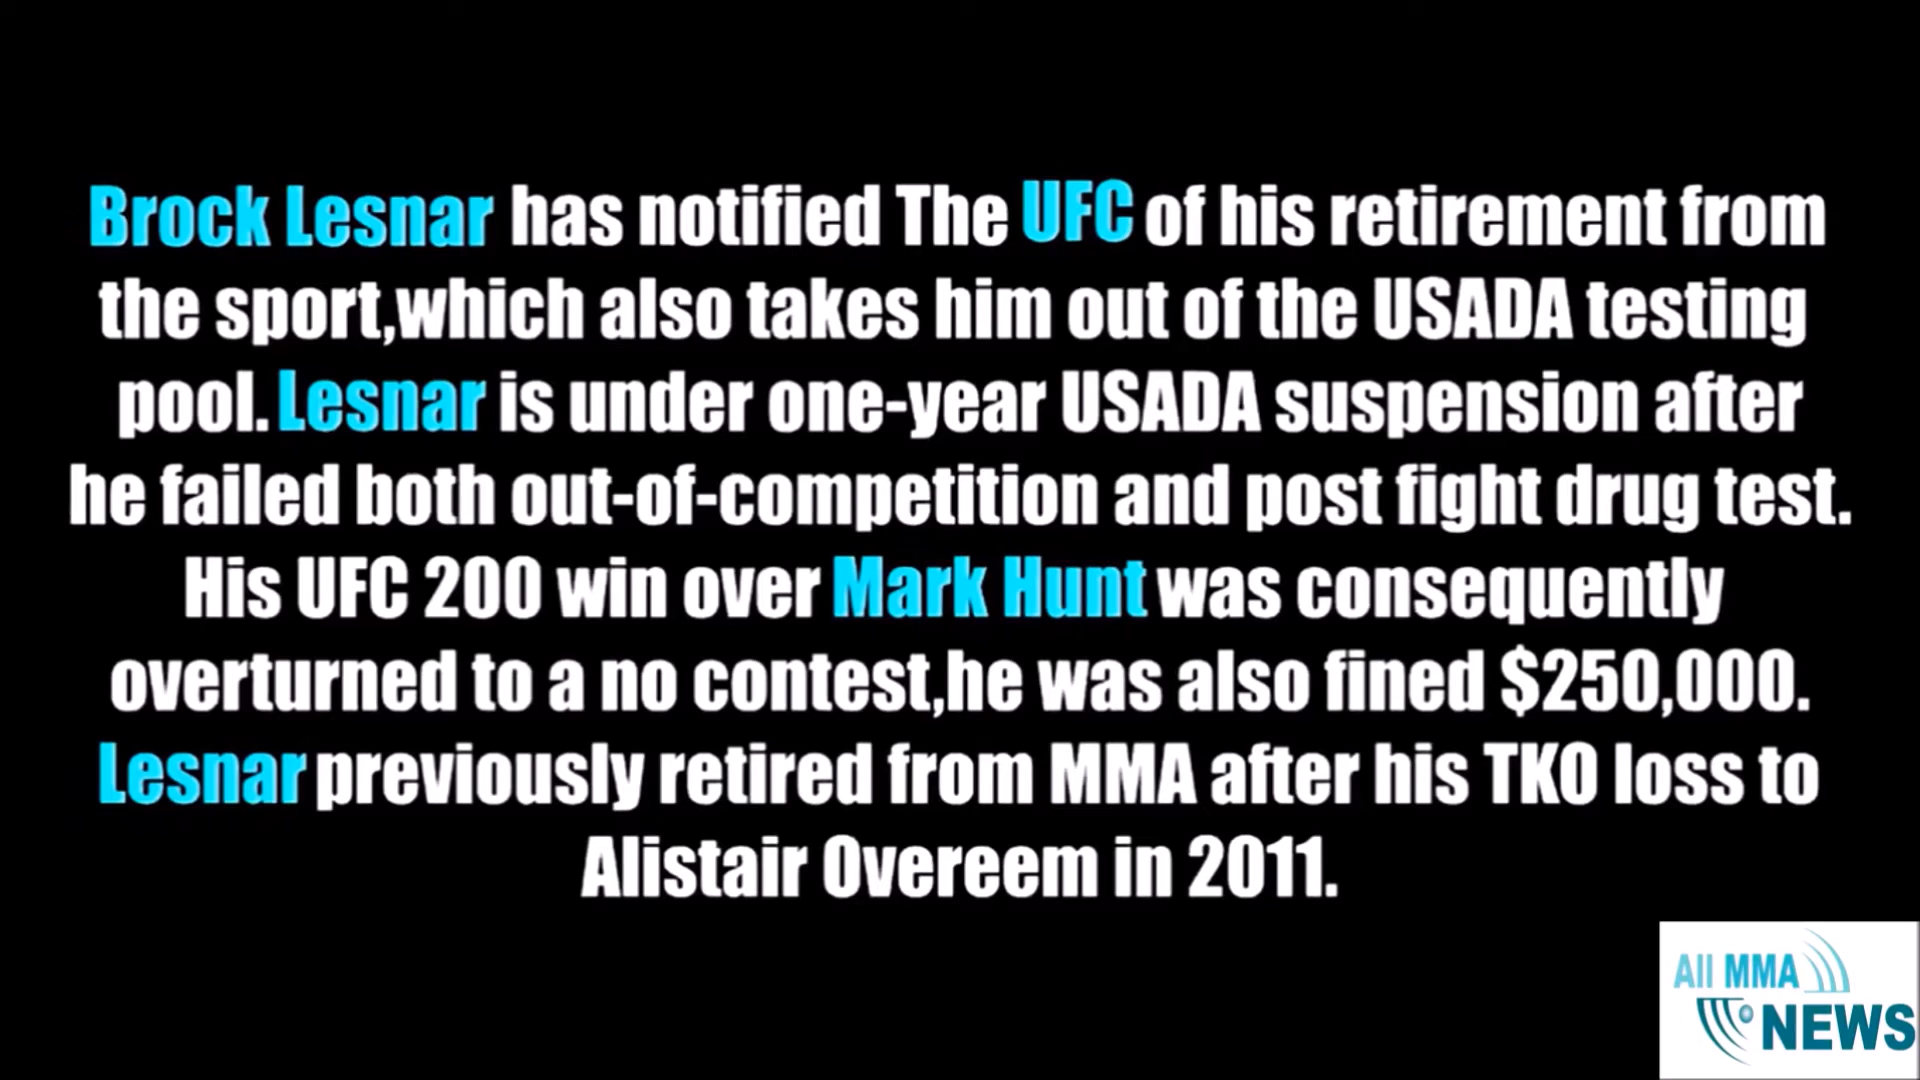 Brock Lesnar has notified The UFC of his retirement from
the sport,which also takes him out of the USADA testing
pool. Lesnar is under one-year USADA suspension after
he failed both out-of-competition and post fight drug test.
His UFC 200 win over Mark Hunt was consequently
overturned to a no contest,he was also fined $250,000.
Lesnar previously retired from MMA after his TKO loss to
Alistair Overeem in 2011.
All MMA
NEWS